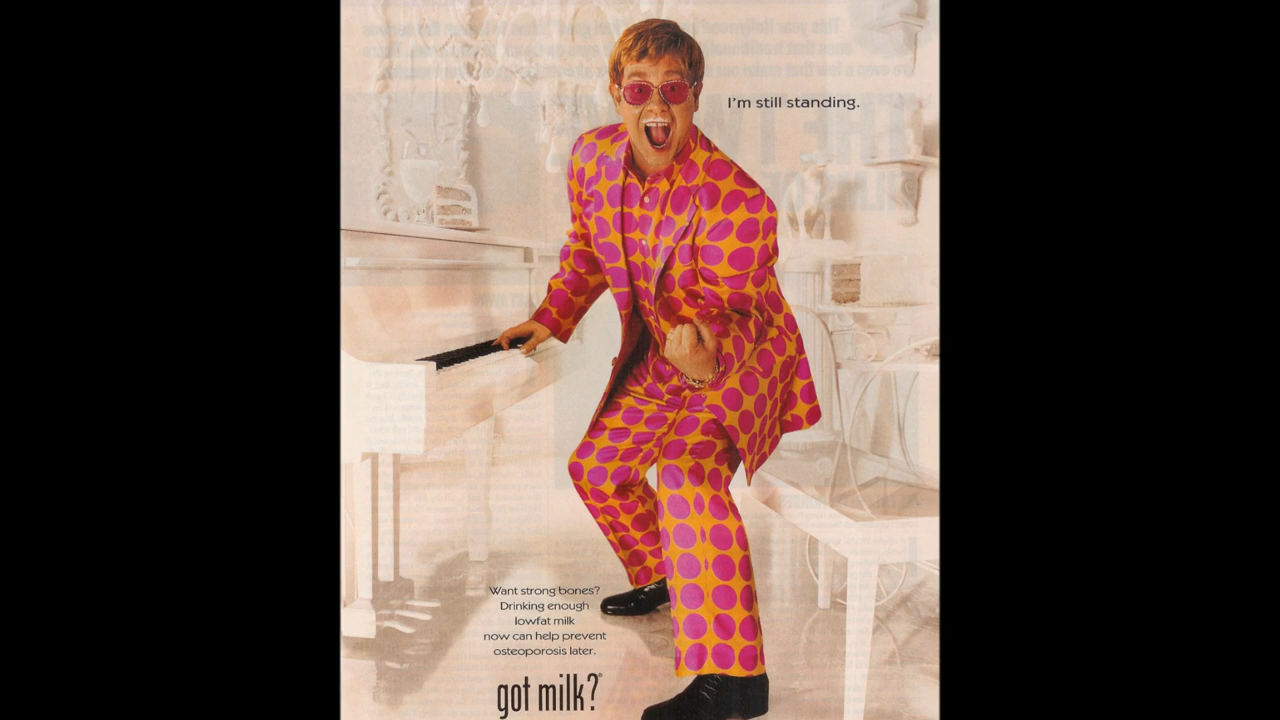 I'm still standing.
Want strong bones?
Drinking enough
lowfat milk
now can help prevent
osteoporosis later.
got milk?®